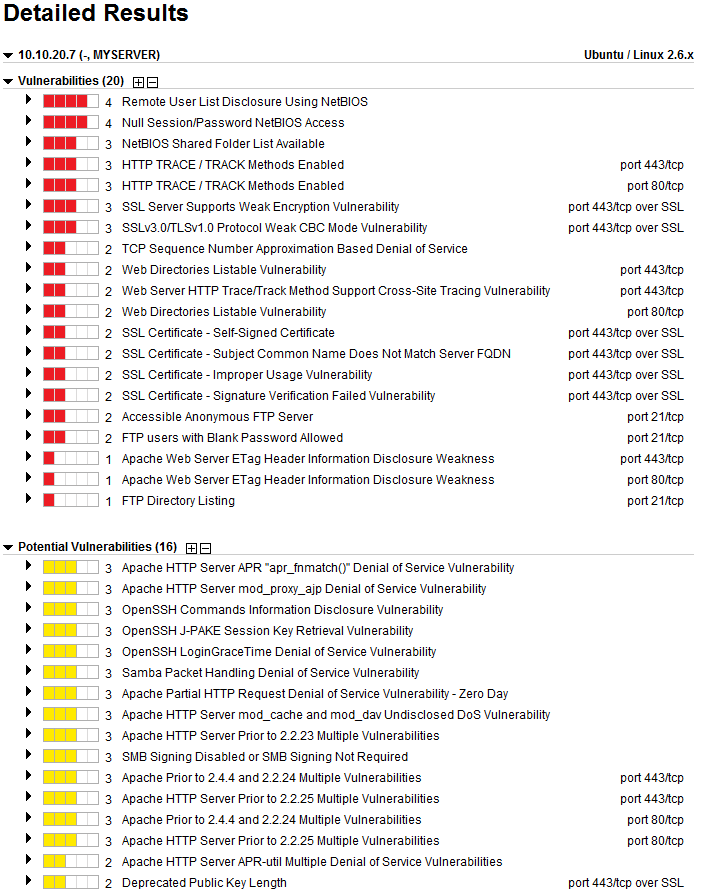 Detailed Results
10.10.20.7 (-, MYSERVER) Ubuntu / Linux 2.6.x
Vulnerabilities (20)
4 Remote User List Disclosure Using NetBIOS
4 Null Session/Password NetBIOS Access
3 NetBIOS Shared Folder List Available
3 HTTP TRACE / TRACK Methods Enabled port 443/tcp
3 HTTP TRACE / TRACK Methods Enabled port 80/tcp
3 SSL Server Supports Weak Encryption Vulnerability port 443/tcp over SSL
3 SSLv3.0/TLSv1.0 Protocol Weak CBC Mode Vulnerability port 443/tcp over SSL
2 TCP Sequence Number Approximation Based Denial of Service
2 Web Directories Listable Vulnerability port 443/tcp
2 Web Server HTTP Trace/Track Method Support Cross-Site Tracing Vulnerability port 443/tcp
2 Web Directories Listable Vulnerability port 80/tcp
2 SSL Certificate - Self-Signed Certificate port 443/tcp over SSL
2 SSL Certificate - Subject Common Name Does Not Match Server FQDN port 443/tcp over SSL
2 SSL Certificate - Improper Usage Vulnerability port 443/tcp over SSL
2 SSL Certificate - Signature Verification Failed Vulnerability port 443/tcp over SSL
2 Accessible Anonymous FTP Server port 21/tcp
2 FTP users with Blank Password Allowed port 21/tcp
1 Apache Web Server ETag Header Information Disclosure Weakness port 443/tcp
1 Apache Web Server ETag Header Information Disclosure Weakness port 80/tcp
1 FTP Directory Listing port 21/tcp
Potential Vulnerabilities (16)
3 Apache HTTP Server APR "apr_fnmatch()" Denial of Service Vulnerability
3 Apache HTTP Server mod_proxy_ajp Denial of Service Vulnerability
3 OpenSSH Commands Information Disclosure Vulnerability
3 OpenSSH J-PAKE Session Key Retrieval Vulnerability
3 OpenSSH LoginGraceTime Denial of Service Vulnerability
3 Samba Packet Handling Denial of Service Vulnerability
3 Apache Partial HTTP Request Denial of Service Vulnerability - Zero Day
3 Apache HTTP Server mod_cache and mod_dav Undisclosed DoS Vulnerability
3 Apache HTTP Server Prior to 2.2.23 Multiple Vulnerabilities
3 SMB Signing Disabled or SMB Signing Not Required
3 Apache Prior to 2.4.4 and 2.2.24 Multiple Vulnerabilities port 443/tcp
3 Apache HTTP Server Prior to 2.2.25 Multiple Vulnerabilities port 443/tcp
3 Apache Prior to 2.4.4 and 2.2.24 Multiple Vulnerabilities port 80/tcp
3 Apache HTTP Server Prior to 2.2.25 Multiple Vulnerabilities port 80/tcp
2 Apache HTTP Server APR-util Multiple Denial of Service Vulnerabilities
2 Deprecated Public Key Length port 443/tcp over SSL